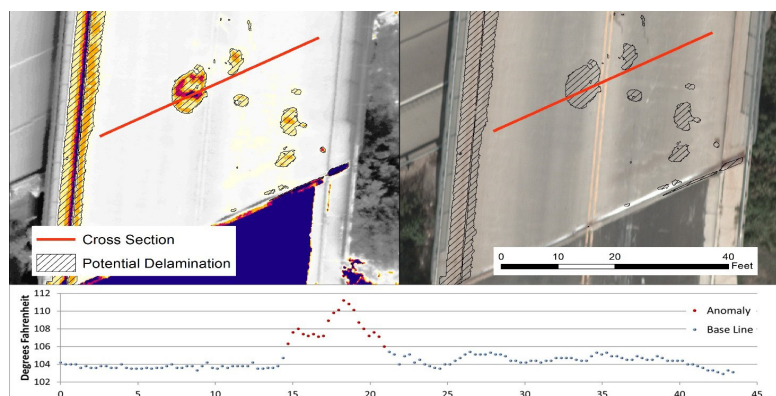 Cross Section
Potential Delamination
0 10 20 40
Feet
Degrees Fahrenheit
112
110
108
106
104
102
Anomaly
Base Line
0 5 10 15 20 25 30 35 40 45